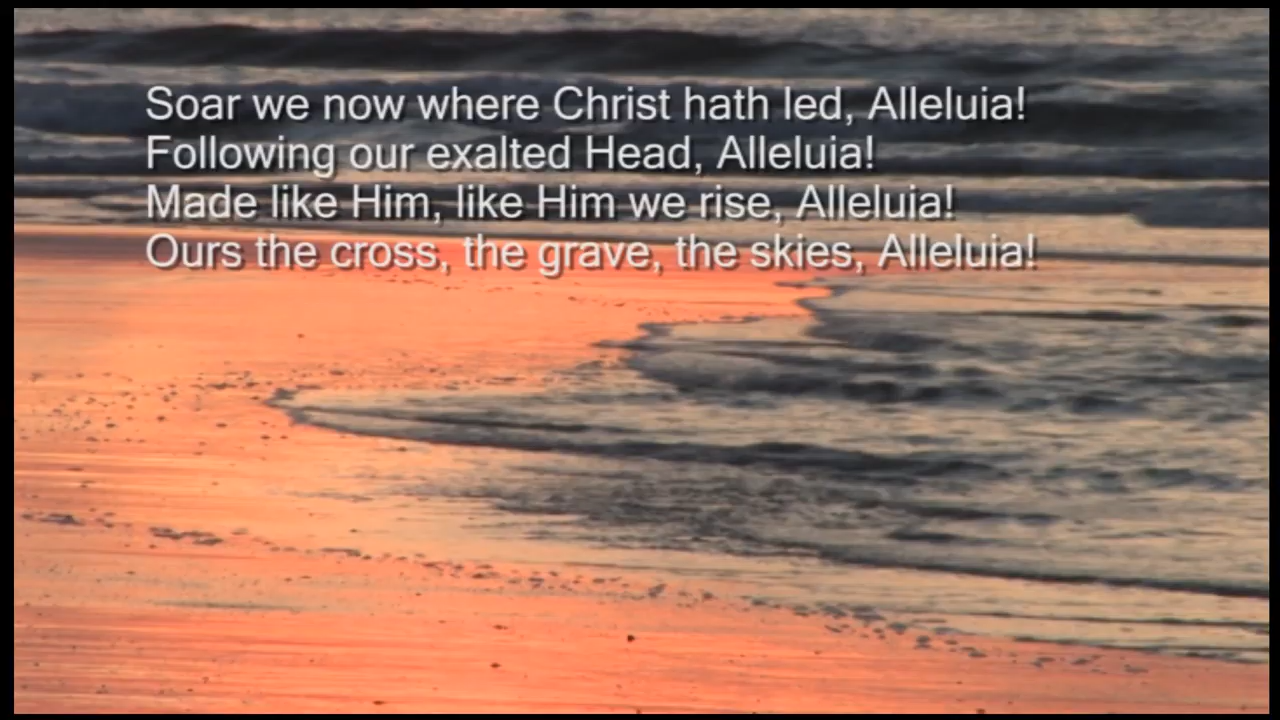 Soar we now where Christ hath led, Alleluia!
Following our exalted Head, Alleluia!
Made like Him, like Him we rise, Alleluia!
Ours the cross, the grave, the skies, Alleluia!